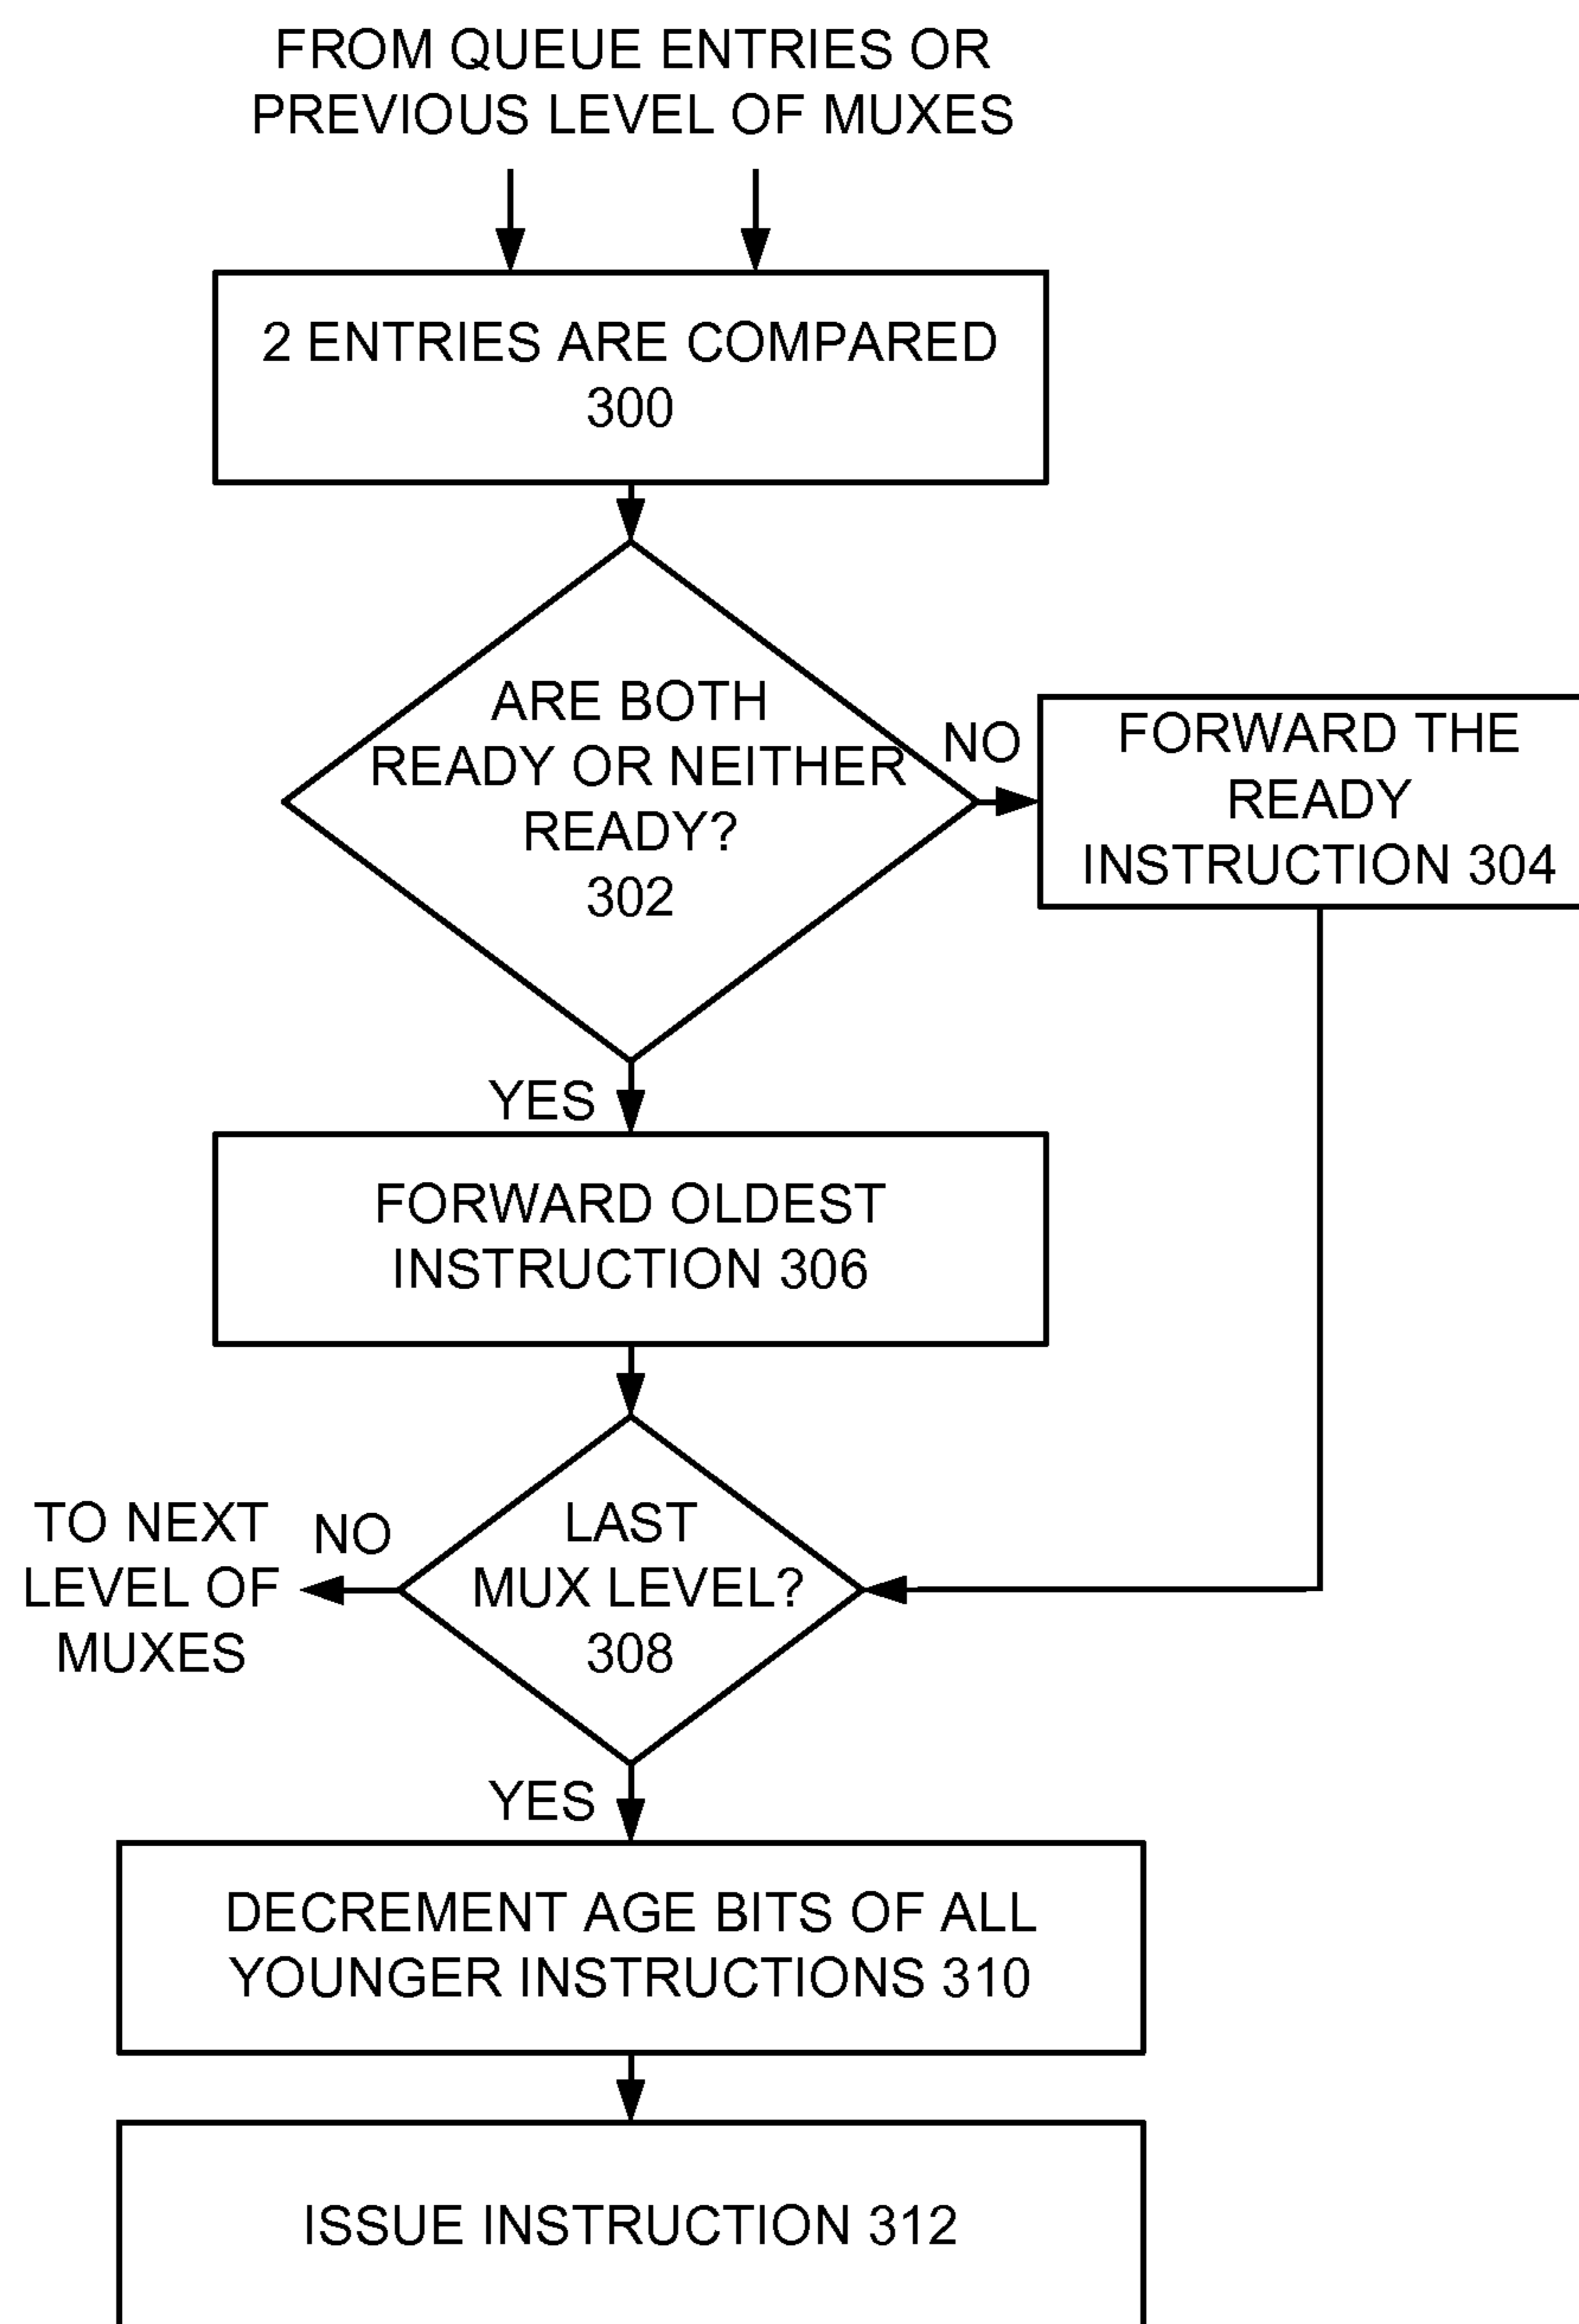 FROM QUEUE ENTRIES OR
PREVIOUS LEVEL OF MUXES
2 ENTRIES ARE COMPARED
300
ARE BOTH
READY OR NEITHER
READY?
302
NO
FORWARD THE
READY
INSTRUCTION 304
YES
FORWARD OLDEST
INSTRUCTION 306
TO NEXT
LEVEL OF
MUXES
NO
LAST
MUX LEVEL?
308
YES
DECREMENT AGE BITS OF ALL
YOUNGER INSTRUCTIONS 310
ISSUE INSTRUCTION 312